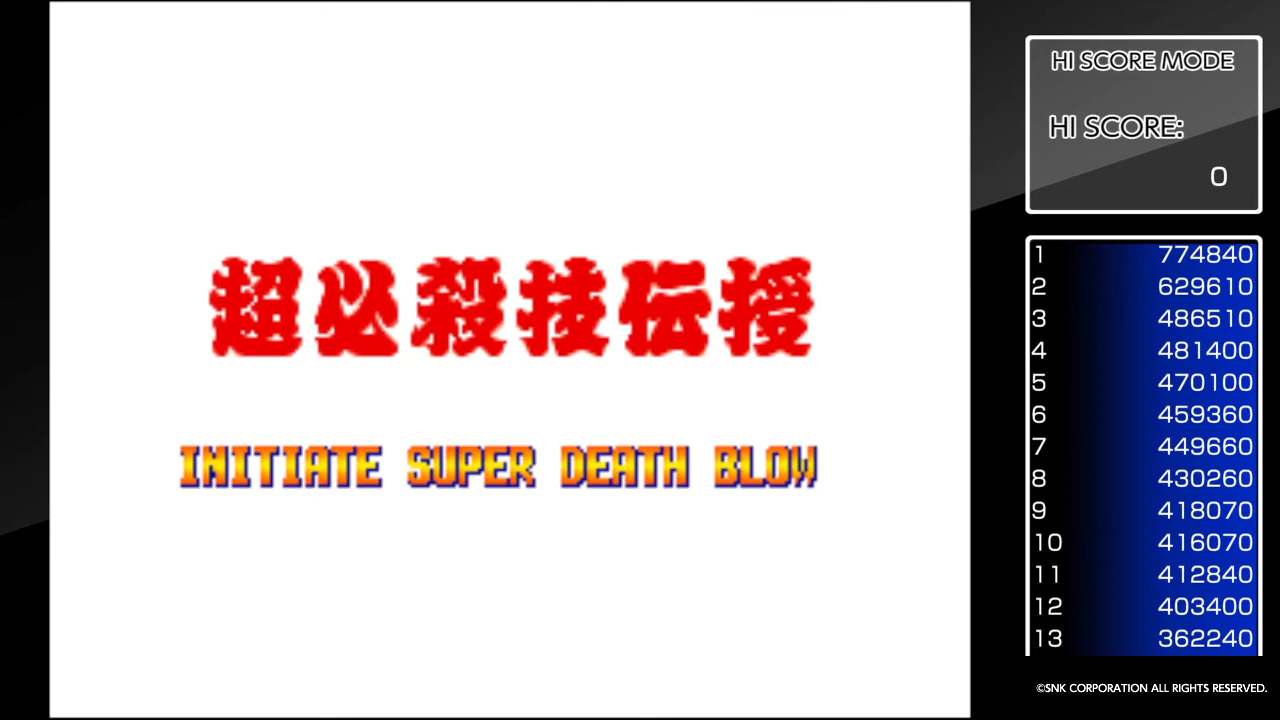 超必殺技伝授
INITIATE SUPER DEATH BLOW
HI SCORE MODE
HI SCORE:
0
1 774840
2 629610
3 486510
4 481400
5 470100
6 459360
7 449660
8 430260
9 418070
10 416070
11 412840
12 403400
13 362240
©SNK CORPORATION ALL RIGHTS RESERVED.